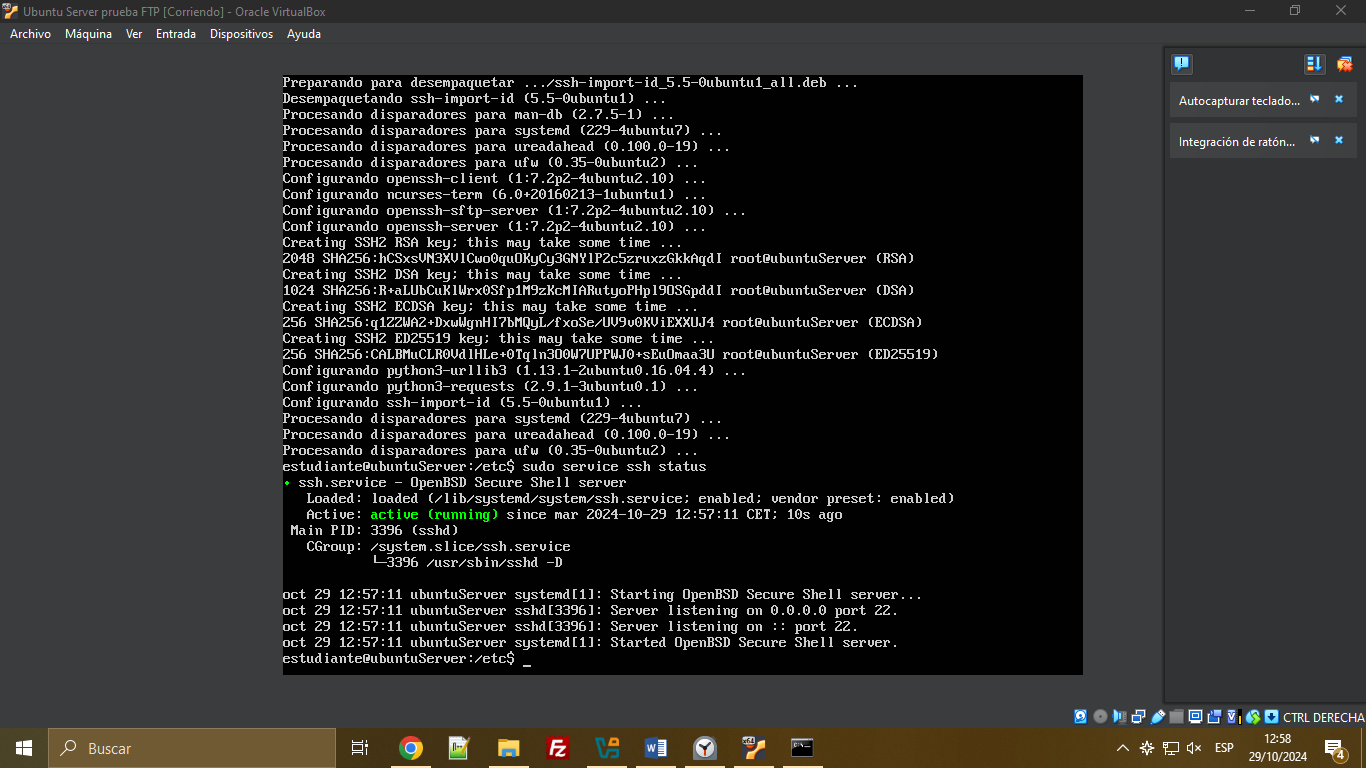 Ubuntu Server prueba FTP [Corriendo] - Oracle VirtualBox
Archivo Máquina Ver Entrada Dispositivos Ayuda
Autocapturar teclado...
Integración de ratón...
Preparando para desempaquetar .../ssh-import-id_5.5-0ubuntu1_all.deb ...
Desempaquetando ssh-import-id (5.5-0ubuntu1) ...
Procesando disparadores para man-db (2.7.5-1) ...
Procesando disparadores para systemd (229-4ubuntu7) ...
Procesando disparadores para ureadahead (0.100.0-19) ...
Procesando disparadores para ufw (0.35-0ubuntu2) ...
Configurando openssh-client (1:7.2p2-4ubuntu2.10) ...
Configurando ncurses-term (6.0+20160213-1ubuntu1) ...
Configurando openssh-sftp-server (1:7.2p2-4ubuntu2.10) ...
Configurando openssh-server (1:7.2p2-4ubuntu2.10) ...
Creating SSH2 RSA key; this may take some time ...
2048 SHA256:hCSxsVN3XVlCwo0quOKyCy3GNYlP2c5zruxzGkkAqdI root@ubuntuServer (RSA)
Creating SSH2 DSA key; this may take some time ...
1024 SHA256:R+aLUbCuKlWrx0Sfp1M9zKcMIARutyoPHpl9OSGpddI root@ubuntuServer (DSA)
Creating SSH2 ECDSA key; this may take some time ...
256 SHA256:q1ZZWA2+DxwWgnHI7bMQyL/fxoSe/UV9v0KViEXXUJ4 root@ubuntuServer (ECDSA)
Creating SSH2 ED25519 key; this may take some time ...
256 SHA256:CALBMuCLR0VdlHLe+0Tqln3O0W7UPPWJ0+sEuOmaa3U root@ubuntuServer (ED25519)
Configurando python3-urllib3 (1.13.1-2ubuntu0.16.04.4) ...
Configurando python3-requests (2.9.1-3ubuntu0.1) ...
Configurando ssh-import-id (5.5-0ubuntu1) ...
Procesando disparadores para systemd (229-4ubuntu7) ...
Procesando disparadores para ureadahead (0.100.0-19) ...
Procesando disparadores para ufw (0.35-0ubuntu2) ...
estudiante@ubuntuServer:/etc$ sudo service ssh status
● ssh.service - OpenBSD Secure Shell server
Loaded: loaded (/lib/systemd/system/ssh.service; enabled; vendor preset: enabled)
Active: active (running) since mar 2024-10-29 12:57:11 CET; 10s ago
Main PID: 3396 (sshd)
CGroup: /system.slice/ssh.service
└─3396 /usr/sbin/sshd -D
oct 29 12:57:11 ubuntuServer systemd[1]: Starting OpenBSD Secure Shell server...
oct 29 12:57:11 ubuntuServer sshd[3396]: Server listening on 0.0.0.0 port 22.
oct 29 12:57:11 ubuntuServer sshd[3396]: Server listening on :: port 22.
oct 29 12:57:11 ubuntuServer systemd[1]: Started OpenBSD Secure Shell server.
estudiante@ubuntuServer:/etc$ _
CTRL DERECHA
Buscar
ESP
12:58
29/10/2024
4